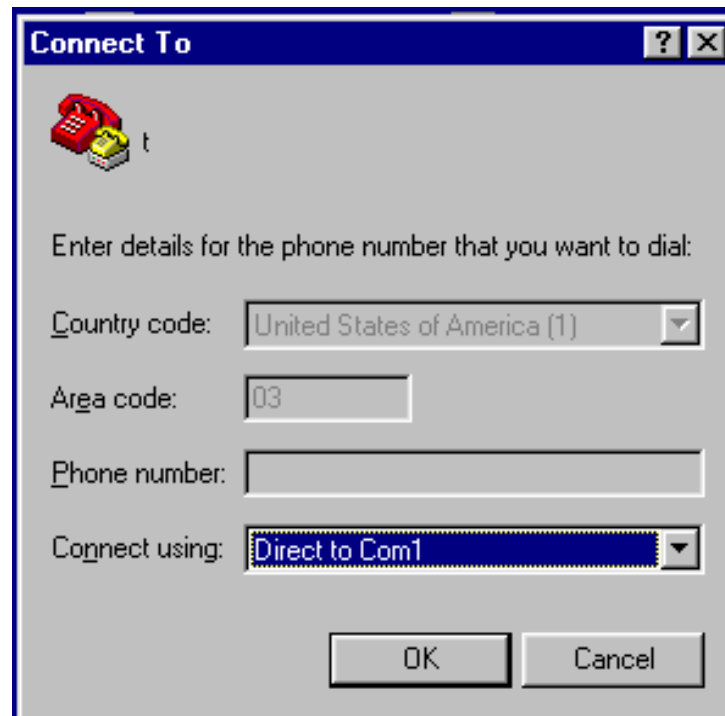 Connect To
t
Enter details for the phone number that you want to dial:
Country code: United States of America (1)
Area code: 03
Phone number:
Connect using: Direct to Com1
OK Cancel